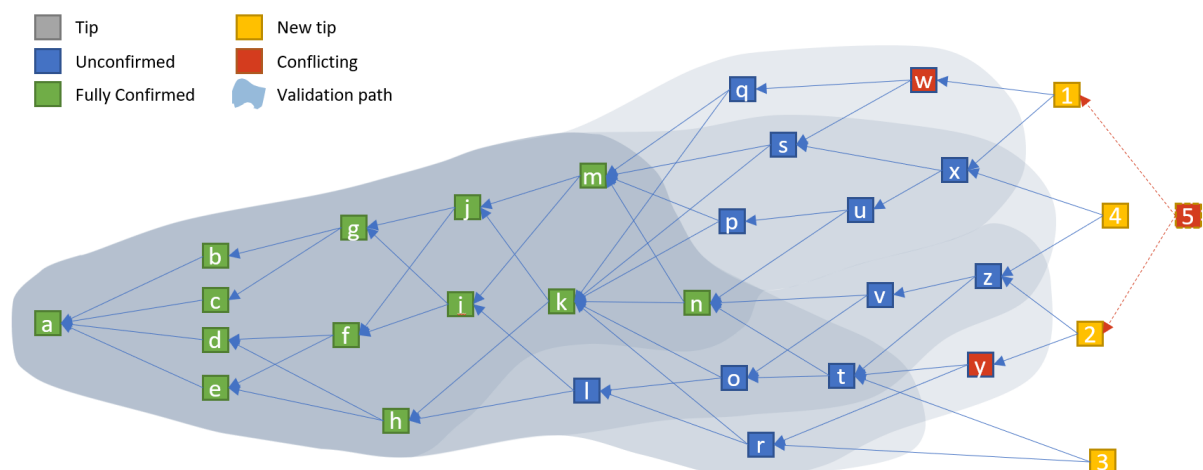 Tip
New tip
Unconfirmed
Conflicting
Fully Confirmed
Validation path
q
w
1
s
m
x
j
p
u
4
5
g
b
z
c
i
k
n
v
a
d
f
2
e
l
o
t
y
h
r
3